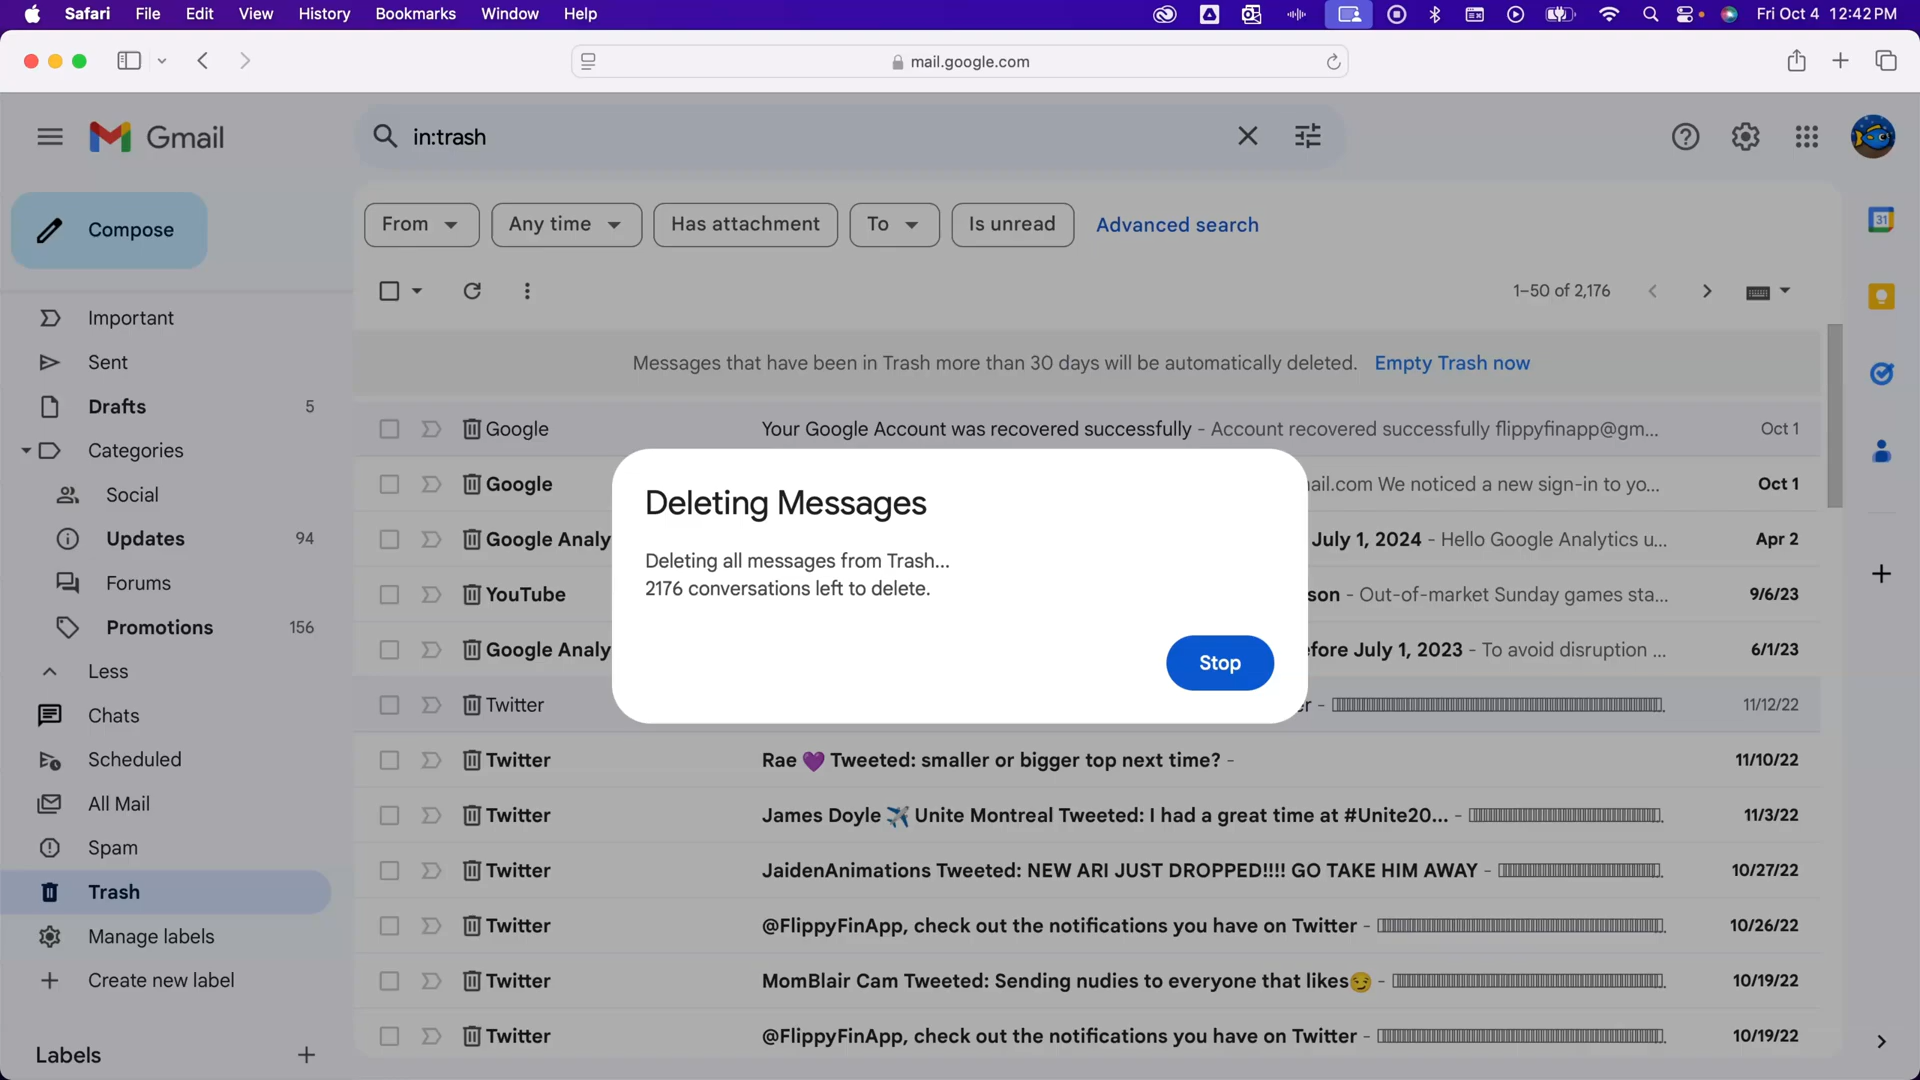 Safari File Edit View History Bookmarks Window Help Fri Oct 4 12:42 PM
mail.google.com
Gmail
in:trash
Compose
From Any time Has attachment To Is unread Advanced search
1–50 of 2,176
Important
Sent
Drafts 5
Categories
Social
Updates 94
Forums
Promotions 156
Less
Chats
Scheduled
All Mail
Spam
Trash
Manage labels
Create new label
Labels
Messages that have been in Trash more than 30 days will be automatically deleted. Empty Trash now
Google Your Google Account was recovered successfully - Account recovered successfully flippyfinapp@gm... Oct 1
Google ail.com We noticed a new sign-in to yo... Oct 1
Google Analy July 1, 2024 - Hello Google Analytics u... Apr 2
YouTube son - Out-of-market Sunday games sta... 9/6/23
Google Analy efore July 1, 2023 - To avoid disruption ... 6/1/23
Twitter er - 11/12/22
Twitter Rae 💜 Tweeted: smaller or bigger top next time? - 11/10/22
Twitter James Doyle ✈️ Unite Montreal Tweeted: I had a great time at #Unite20... - 11/3/22
Twitter JaidenAnimations Tweeted: NEW ARI JUST DROPPED!!!! GO TAKE HIM AWAY - 10/27/22
Twitter @FlippyFinApp, check out the notifications you have on Twitter - 10/26/22
Twitter MomBlair Cam Tweeted: Sending nudies to everyone that likes😏 - 10/19/22
Twitter @FlippyFinApp, check out the notifications you have on Twitter - 10/19/22
Deleting Messages
Deleting all messages from Trash...
2176 conversations left to delete.
Stop
31